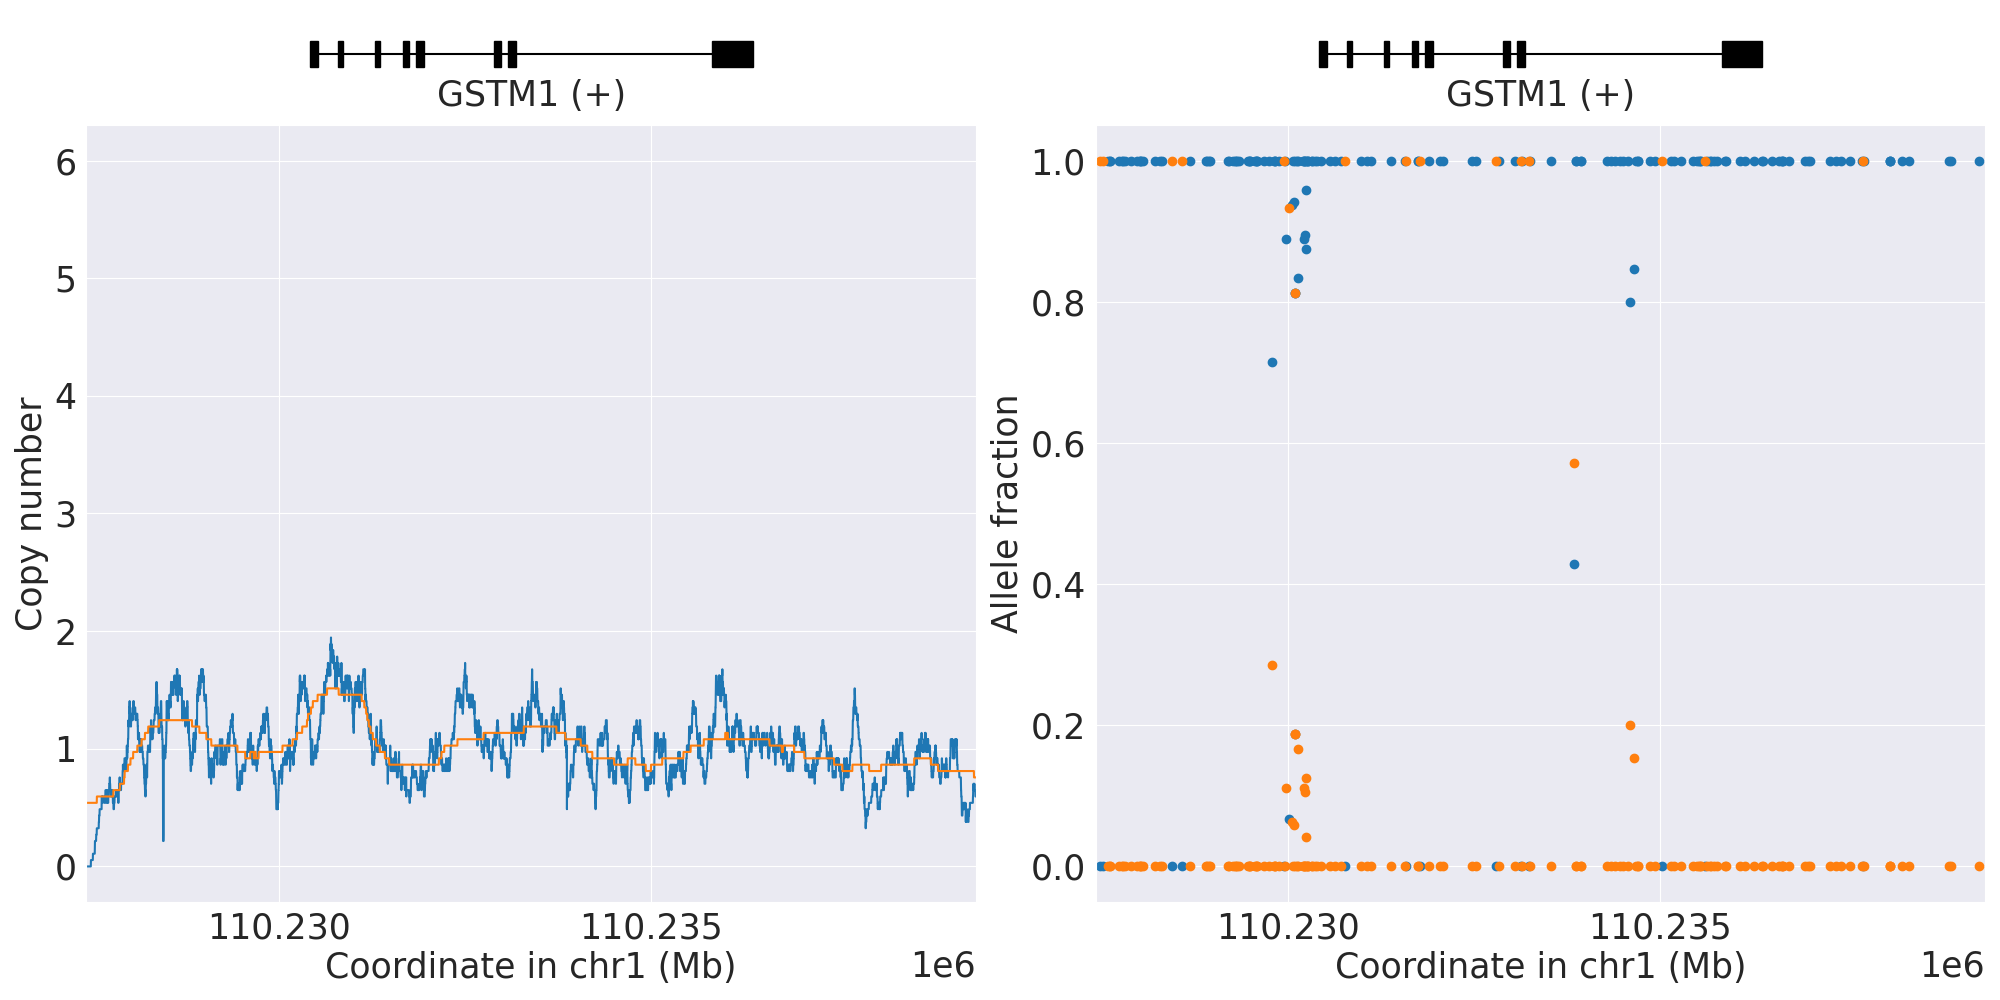 GSTM1 (+)
Copy number
6
5
4
3
2
1
0
110.230
110.235
Coordinate in chr1 (Mb)
1e6
GSTM1 (+)
Allele fraction
1.0
0.8
0.6
0.4
0.2
0.0
110.230
110.235
Coordinate in chr1 (Mb)
1e6